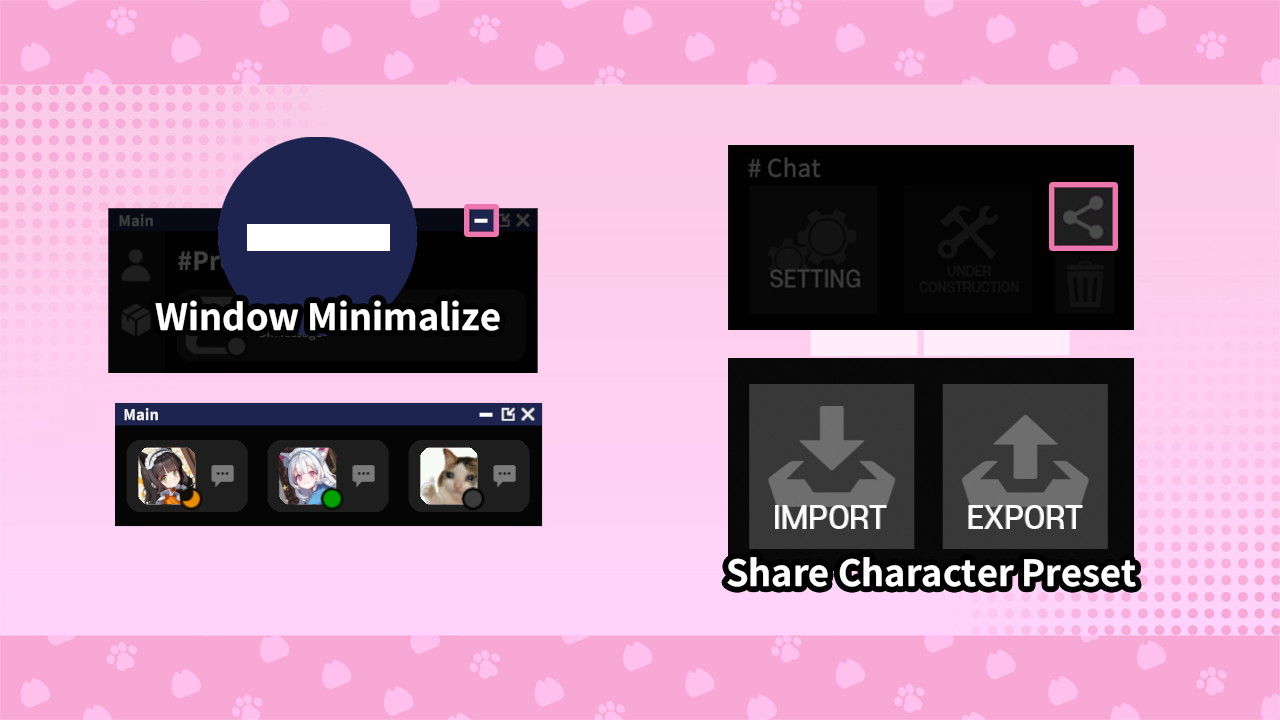 Main
#Pr
Window Minimalize
Main
# Chat
SETTING
UNDER
CONSTRUCTION
IMPORT
EXPORT
Share Character Preset